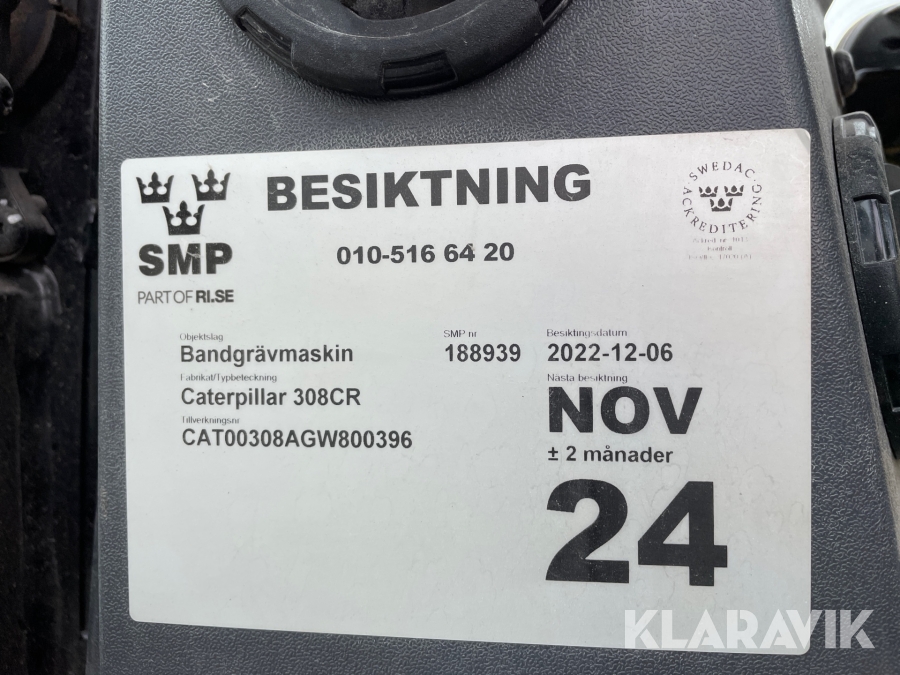 BESIKTNING
SWEDAC
ACKREDITERING
SMP
PART OF RI.SE
010-516 64 20
Objektslag
Bandgrävmaskin
SMP nr
188939
Besiktingsdatum
2022-12-06
Fabrikat/Typbeteckning
Caterpillar 308CR
Nästa besiktning
NOV
± 2 månader
24
Tillverkningsnr
CAT00308AGW800396
KLARAVIK